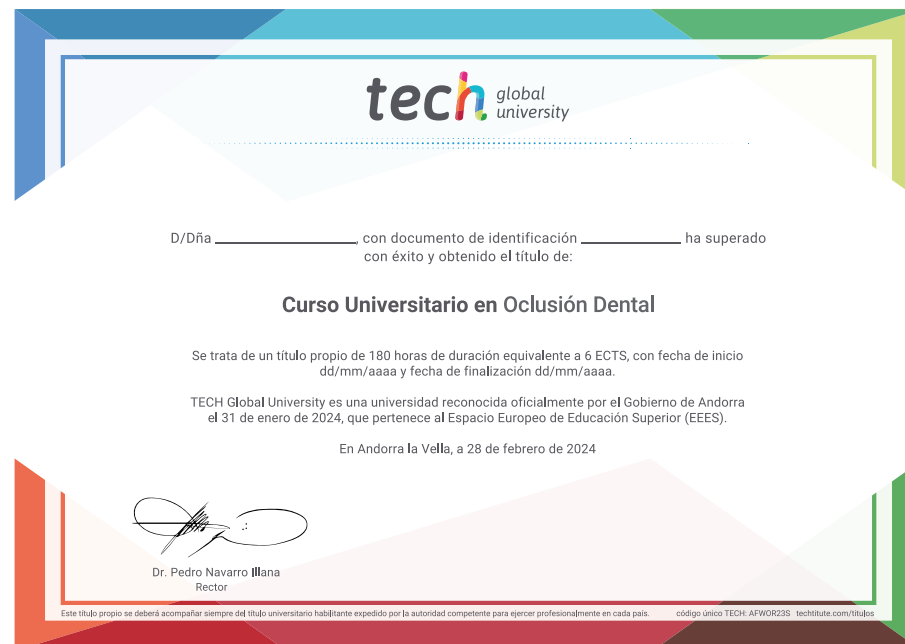 tech global university
D/Dña ____________________, con documento de identificación ______________ ha superado
con éxito y obtenido el título de:
Curso Universitario en Oclusión Dental
Se trata de un título propio de 180 horas de duración equivalente a 6 ECTS, con fecha de inicio
dd/mm/aaaa y fecha de finalización dd/mm/aaaa.
TECH Global University es una universidad reconocida oficialmente por el Gobierno de Andorra
el 31 de enero de 2024, que pertenece al Espacio Europeo de Educación Superior (EEES).
En Andorra la Vella, a 28 de febrero de 2024
Dr. Pedro Navarro Illana
Rector
Este título propio se deberá acompañar siempre del título universitario habilitante expedido por la autoridad competente para ejercer profesionalmente en cada país. código único TECH: AFWOR23S techtitute.com/titulos